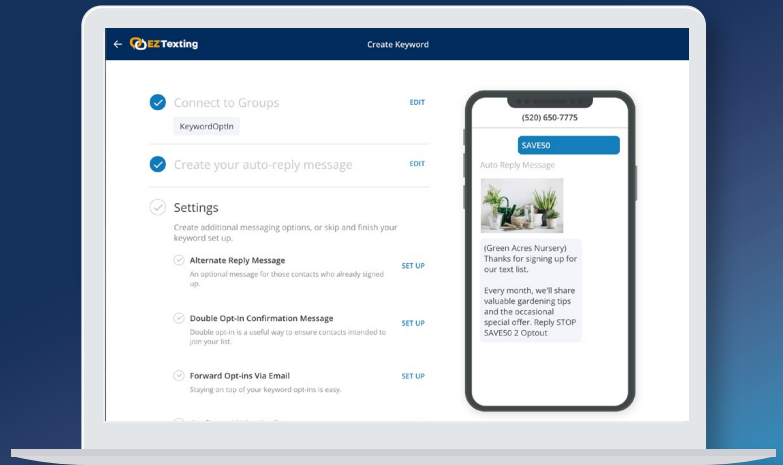 ← EZTexting
Create Keyword
Connect to Groups
EDIT
KeywordOptIn
Create your auto-reply message
EDIT
Settings
Create additional messaging options, or skip and finish your
keyword set up.
Alternate Reply Message
SET UP
An optional message for those contacts who already signed
up.
Double Opt-In Confirmation Message
SET UP
Double opt-in is a useful way to ensure contacts intended to
join your list.
Forward Opt-ins Via Email
SET UP
Staying on top of your keyword opt-ins is easy.
(520) 650-7775
SAVE50
Auto Reply Message
(Green Acres Nursery)
Thanks for signing up for
our text list.
Every month, we'll share
valuable gardening tips
and the occasional
special offer. Reply STOP
SAVE50 2 Optout